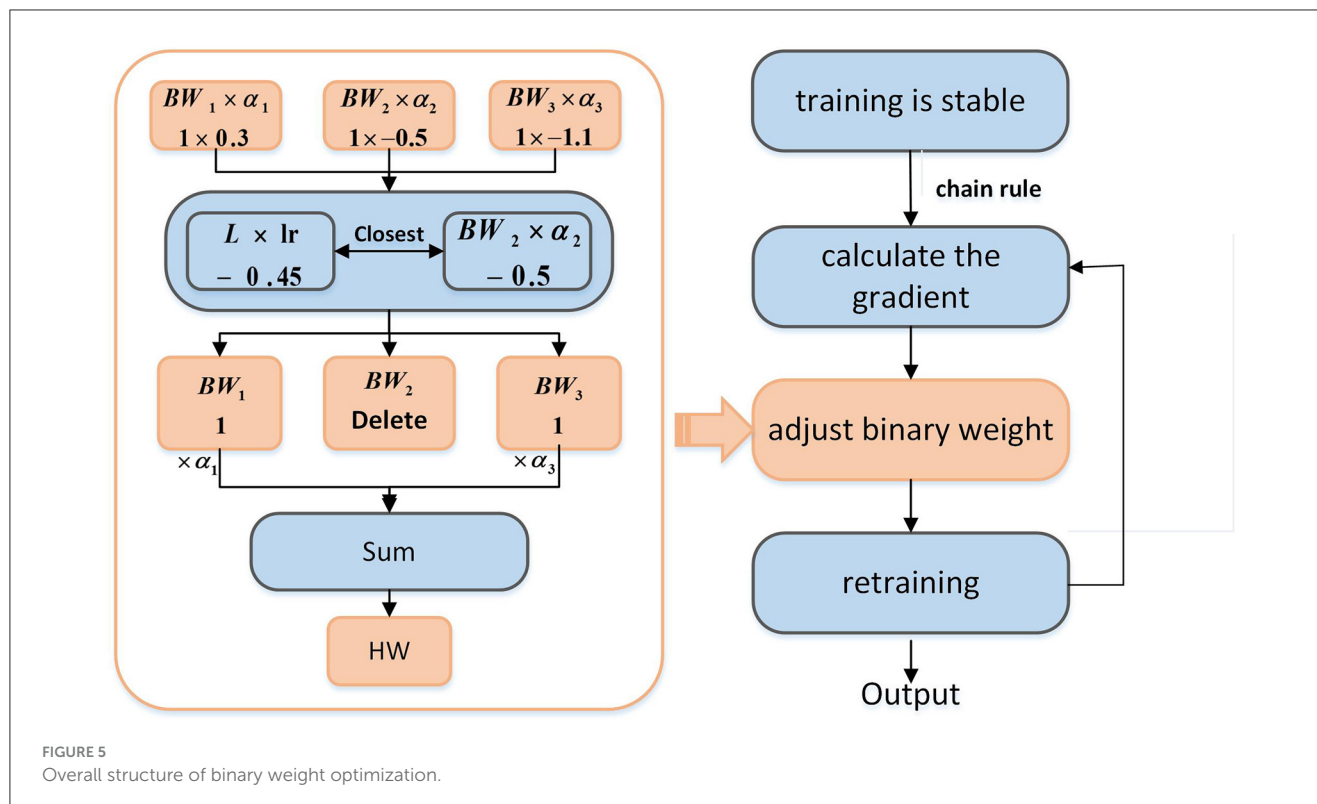 BW₁ × α₁
1 × 0.3
BW₂ × α₂
1 × −0.5
BW₃ × α₃
1 × −1.1
L × lr
− 0.45
Closest
BW₂ × α₂
− 0.5
BW₁
1
BW₂
Delete
BW₃
1
× α₁
× α₃
Sum
HW
training is stable
chain rule
calculate the
gradient
adjust binary weight
retraining
Output
FIGURE 5
Overall structure of binary weight optimization.